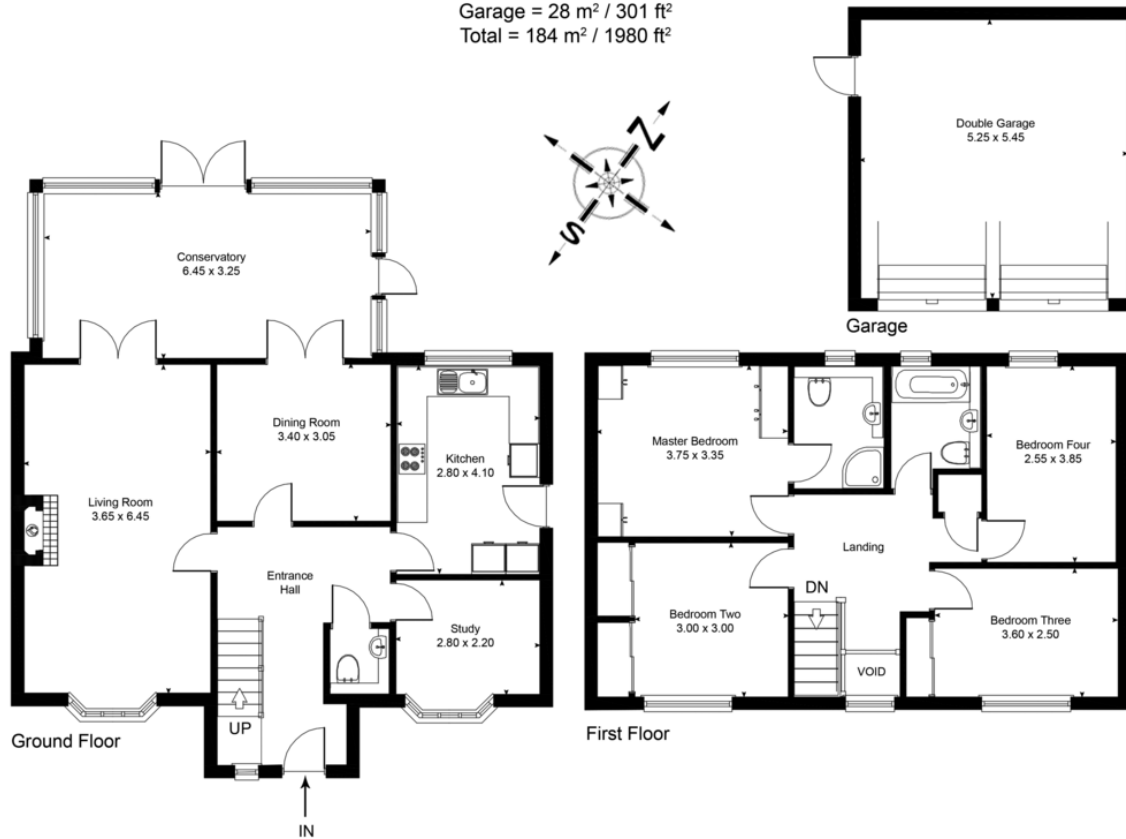 Garage = 28 m² / 301 ft²
Total = 184 m² / 1980 ft²
N
S
Double Garage
5.25 x 5.45
Garage
Conservatory
6.45 x 3.25
Dining Room
3.40 x 3.05
Kitchen
2.80 x 4.10
Living Room
3.65 x 6.45
Entrance
Hall
Study
2.80 x 2.20
UP
Ground Floor
IN
Master Bedroom
3.75 x 3.35
Bedroom Four
2.55 x 3.85
Landing
DN
Bedroom Two
3.00 x 3.00
Bedroom Three
3.60 x 2.50
VOID
First Floor